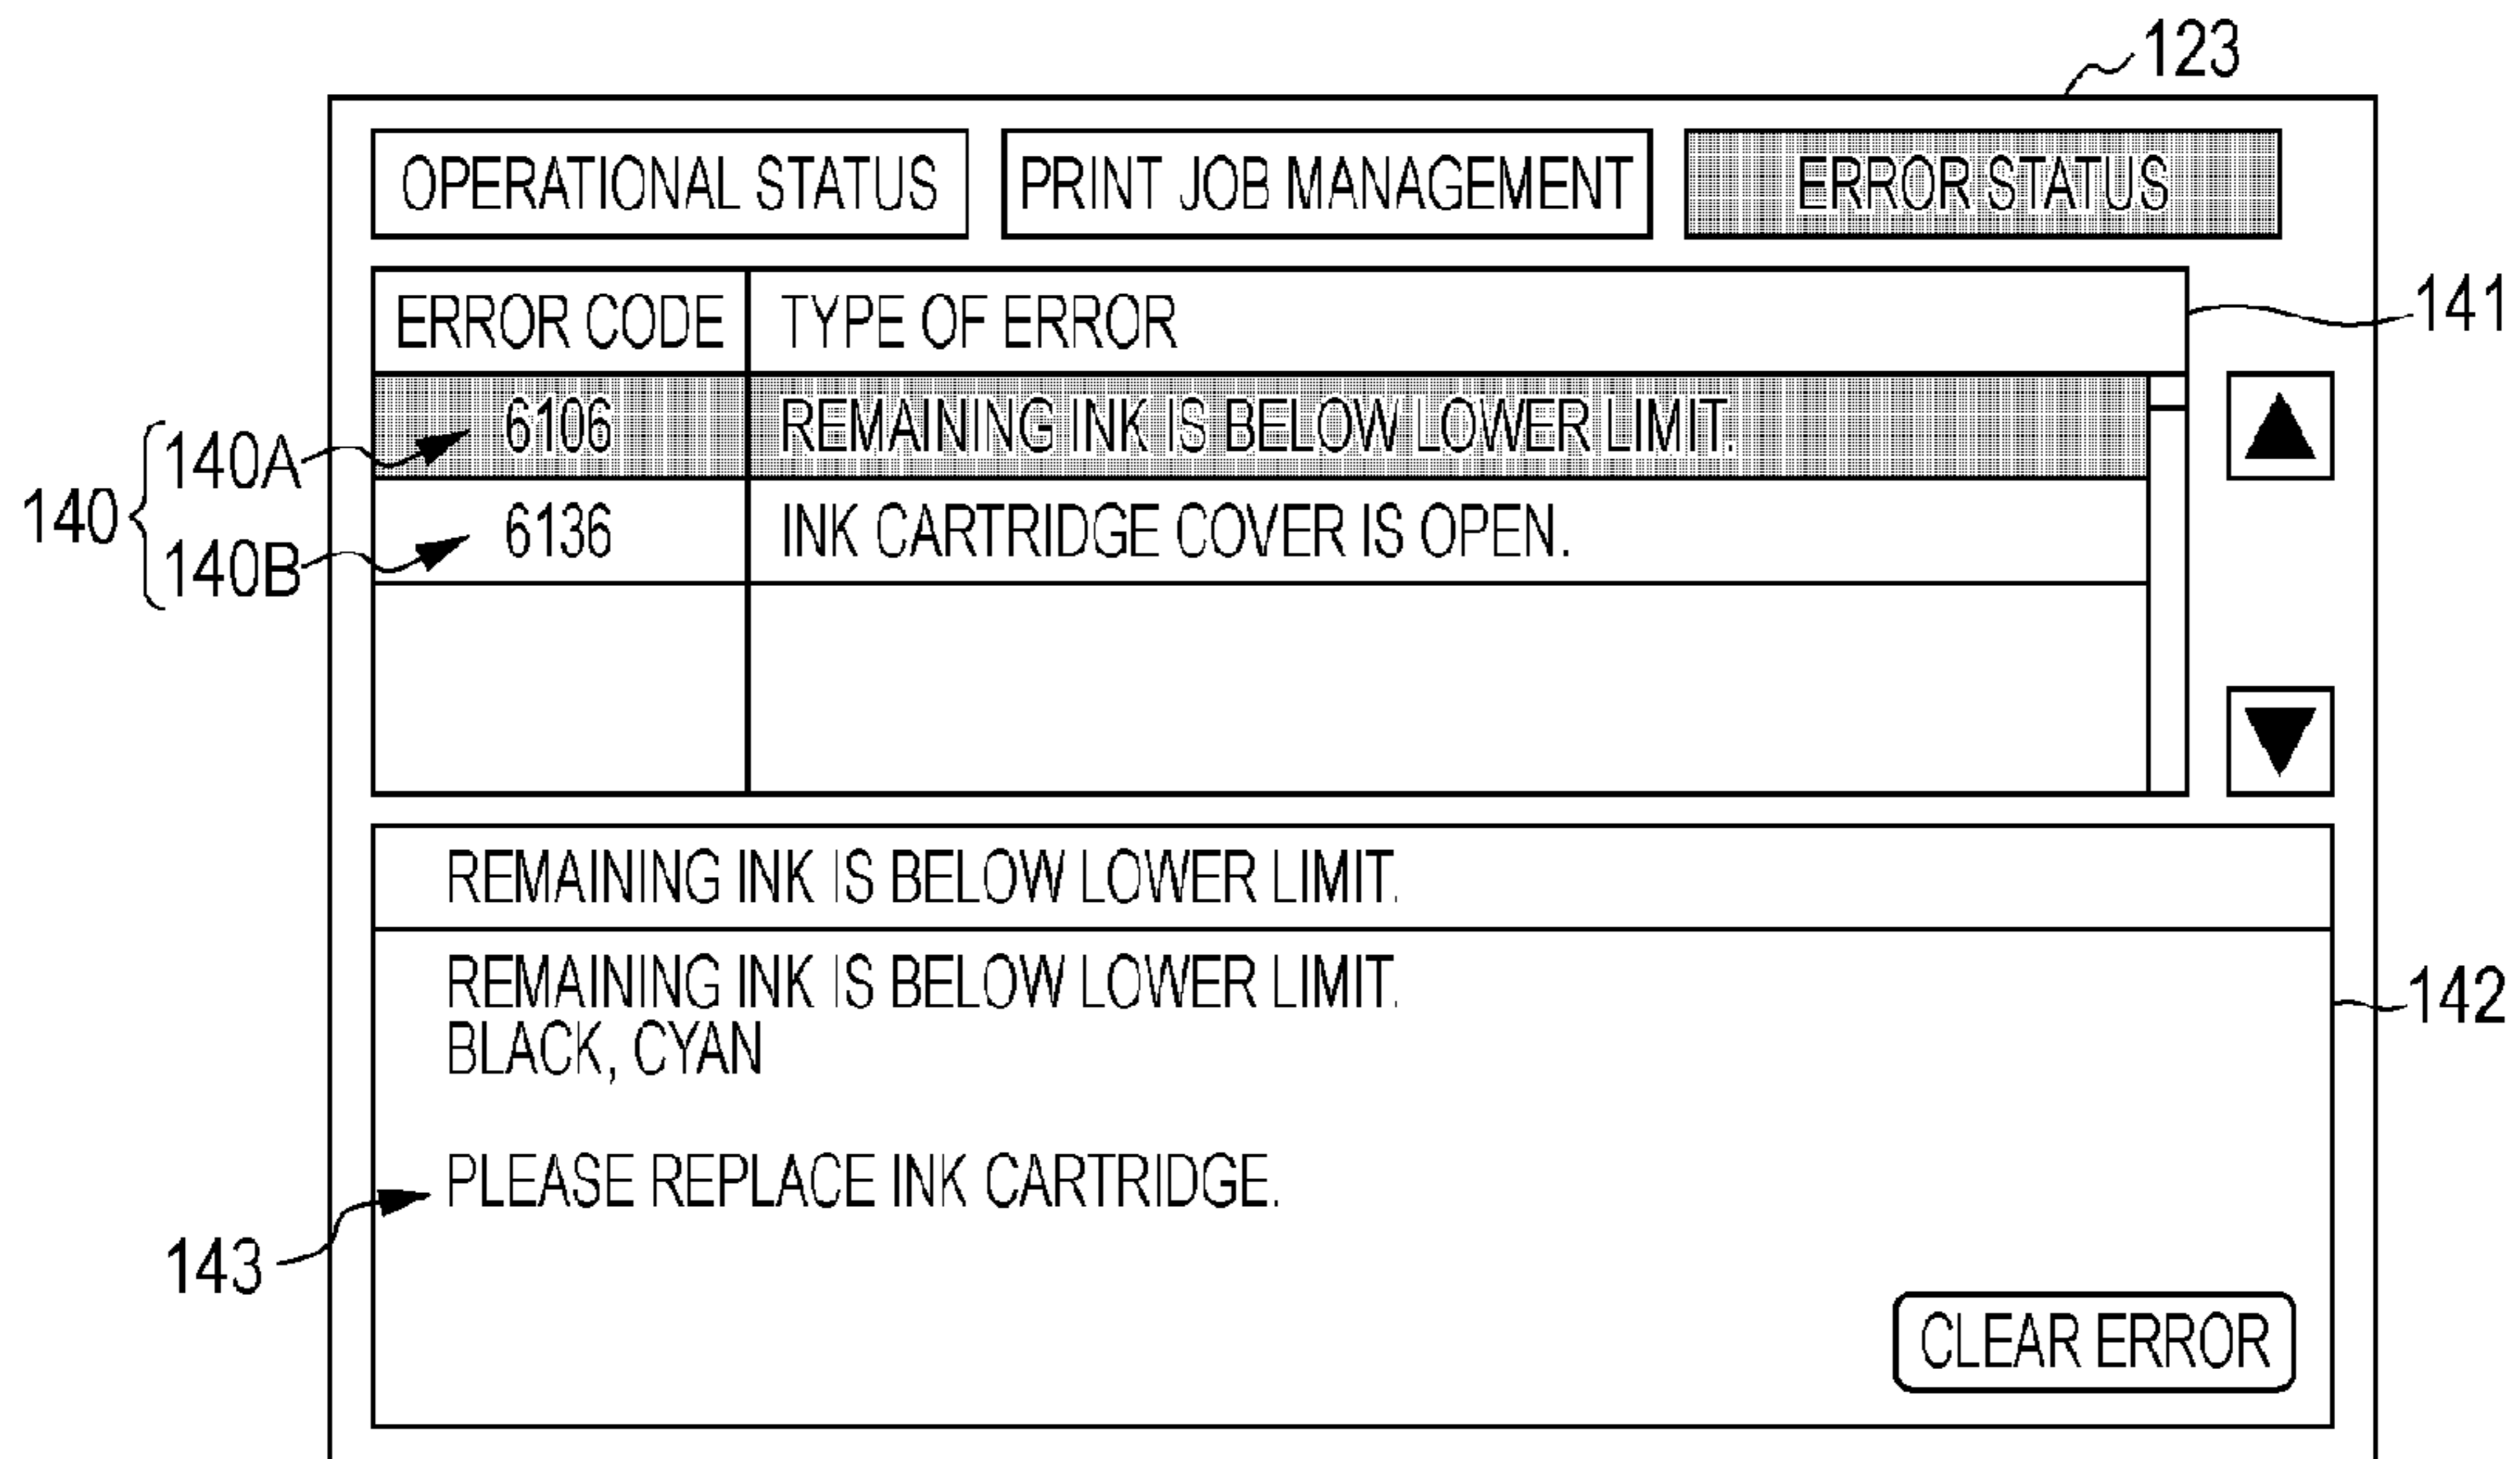 123
OPERATIONAL STATUS PRINT JOB MANAGEMENT ERROR STATUS
ERROR CODE TYPE OF ERROR 141
140A 6106 REMAINING INK IS BELOW LOWER LIMIT.
140
140B 6136 INK CARTRIDGE COVER IS OPEN.
REMAINING INK IS BELOW LOWER LIMIT.
REMAINING INK IS BELOW LOWER LIMIT. 142
BLACK, CYAN
PLEASE REPLACE INK CARTRIDGE.
143
CLEAR ERROR